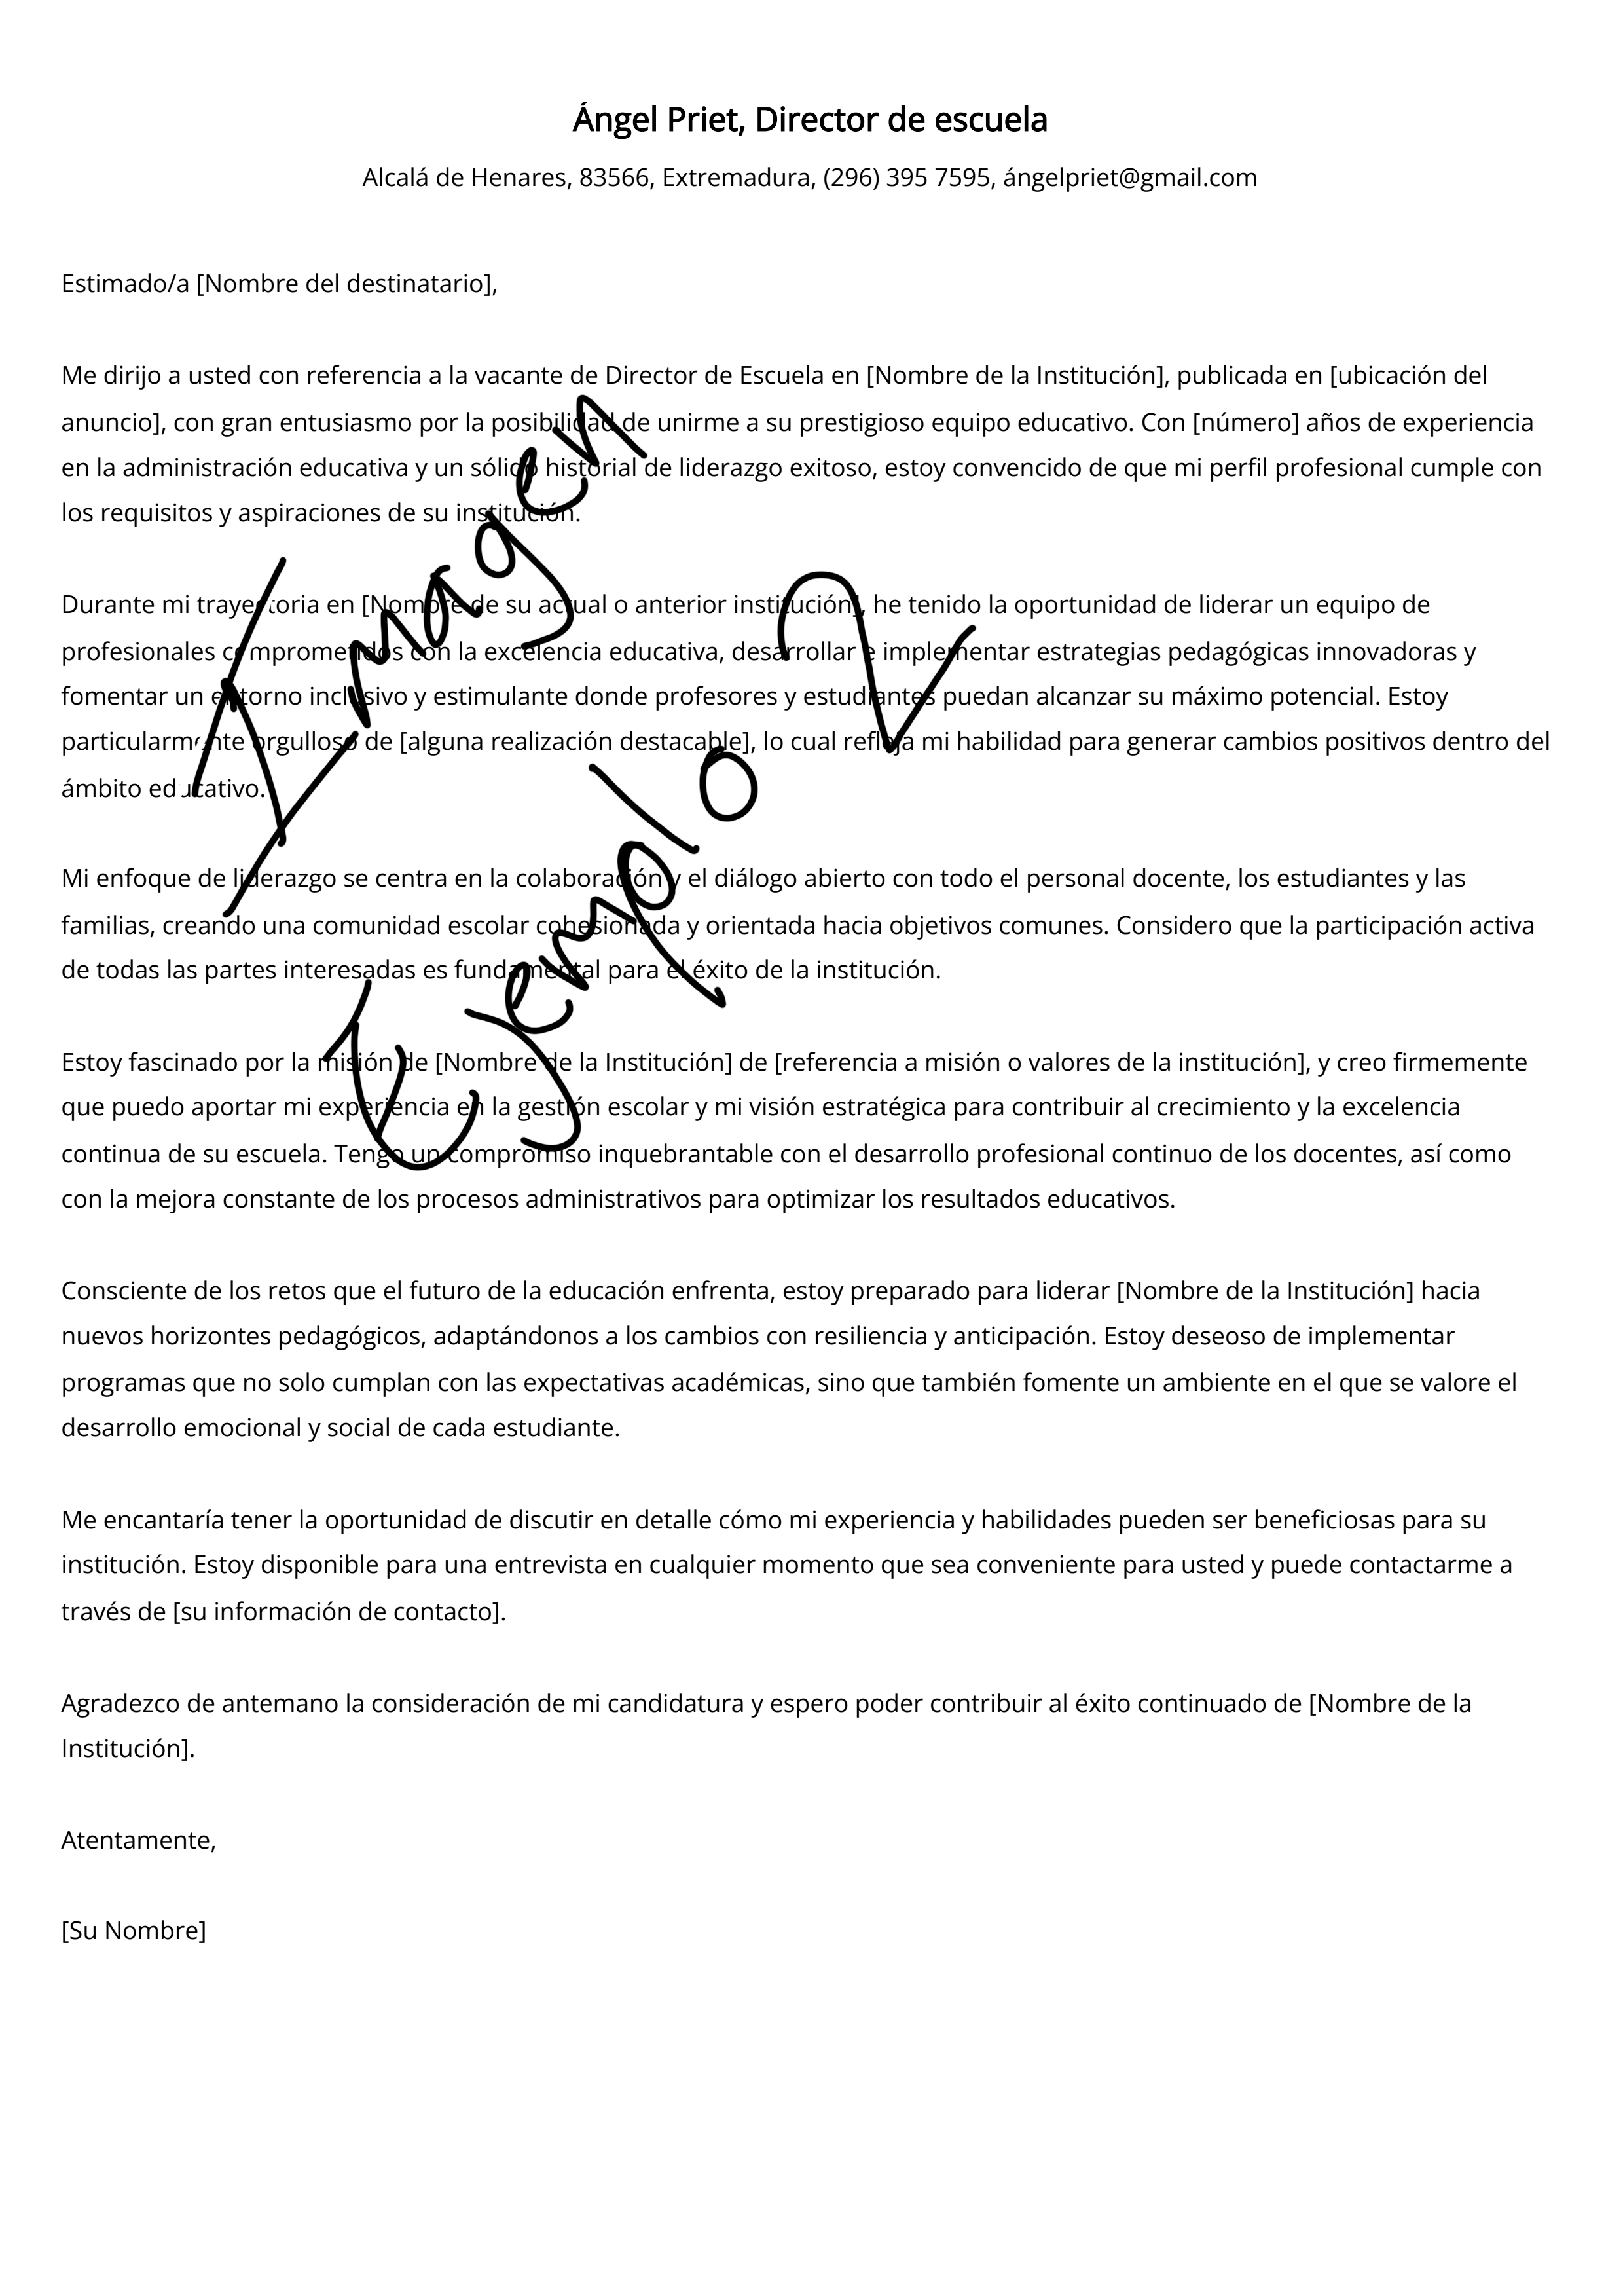 Ángel Priet, Director de escuela
Alcalá de Henares, 83566, Extremadura, (296) 395 7595, ángelpriet@gmail.com
Estimado/a [Nombre del destinatario],
Me dirijo a usted con referencia a la vacante de Director de Escuela en [Nombre de la Institución], publicada en [ubicación del
anuncio], con gran entusiasmo por la posibilidad de unirme a su prestigioso equipo educativo. Con [número] años de experiencia
en la administración educativa y un sólido historial de liderazgo exitoso, estoy convencido de que mi perfil profesional cumple con
los requisitos y aspiraciones de su institución.
Durante mi trayectoria en [Nombre de su actual o anterior institución], he tenido la oportunidad de liderar un equipo de
profesionales comprometidos con la excelencia educativa, desarrollar e implementar estrategias pedagógicas innovadoras y
fomentar un entorno inclusivo y estimulante donde profesores y estudiantes puedan alcanzar su máximo potencial. Estoy
particularmente orgulloso de [alguna realización destacable], lo cual refleja mi habilidad para generar cambios positivos dentro del
ámbito educativo.
Mi enfoque de liderazgo se centra en la colaboración y el diálogo abierto con todo el personal docente, los estudiantes y las
familias, creando una comunidad escolar cohesionada y orientada hacia objetivos comunes. Considero que la participación activa
de todas las partes interesadas es fundamental para el éxito de la institución.
Estoy fascinado por la misión de [Nombre de la Institución] de [referencia a misión o valores de la institución], y creo firmemente
que puedo aportar mi experiencia en la gestión escolar y mi visión estratégica para contribuir al crecimiento y la excelencia
continua de su escuela. Tengo un compromiso inquebrantable con el desarrollo profesional continuo de los docentes, así como
con la mejora constante de los procesos administrativos para optimizar los resultados educativos.
Consciente de los retos que el futuro de la educación enfrenta, estoy preparado para liderar [Nombre de la Institución] hacia
nuevos horizontes pedagógicos, adaptándonos a los cambios con resiliencia y anticipación. Estoy deseoso de implementar
programas que no solo cumplan con las expectativas académicas, sino que también fomente un ambiente en el que se valore el
desarrollo emocional y social de cada estudiante.
Me encantaría tener la oportunidad de discutir en detalle cómo mi experiencia y habilidades pueden ser beneficiosas para su
institución. Estoy disponible para una entrevista en cualquier momento que sea conveniente para usted y puede contactarme a
través de [su información de contacto].
Agradezco de antemano la consideración de mi candidatura y espero poder contribuir al éxito continuado de [Nombre de la
Institución].
Atentamente,
[Su Nombre]
Imagen
Ejemplo 2